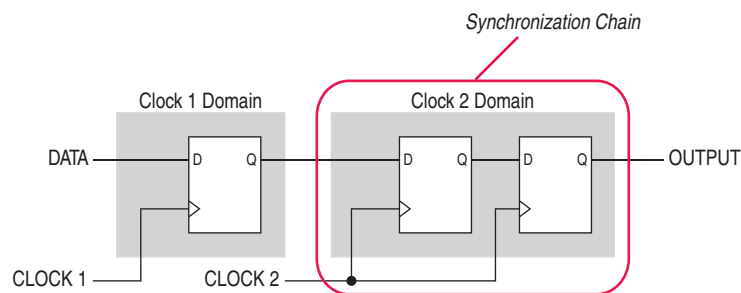 Synchronization Chain
Clock 1 Domain
Clock 2 Domain
DATA
D
Q
D
Q
D
Q
OUTPUT
CLOCK 1
CLOCK 2